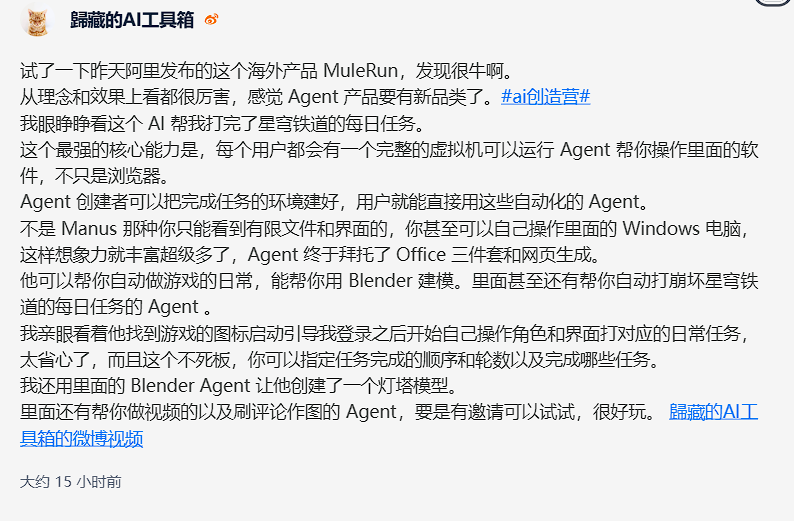 歸藏的AI工具箱
试了一下昨天阿里发布的这个海外产品 MuleRun，发现很牛啊。
从理念和效果上看都很厉害，感觉 Agent 产品要有新品类了。#ai创造营#
我眼睁睁看这个 AI 帮我打完了星穹铁道的每日任务。
这个最强的核心能力是，每个用户都会有一个完整的虚拟机可以运行 Agent 帮你操作里面的软
件，不只是浏览器。
Agent 创建者可以把完成任务的环境建好，用户就能直接用这些自动化的 Agent。
不是 Manus 那种你只能看到有限文件和界面的，你甚至可以自己操作里面的 Windows 电脑，
这样想象力就丰富超级多了，Agent 终于拜托了 Office 三件套和网页生成。
他可以帮你自动做游戏的日常，能帮你用 Blender 建模。里面甚至还有帮你自动打崩坏星穹铁
道的每日任务的 Agent 。
我亲眼看着他找到游戏的图标启动引导我登录之后开始自己操作角色和界面打对应的日常任务，
太省心了，而且这个不死板，你可以指定任务完成的顺序和轮数以及完成哪些任务。
我还用里面的 Blender Agent 让他创建了一个灯塔模型。
里面还有帮你做视频的以及刷评论作图的 Agent，要是有邀请可以试试，很好玩。 歸藏的AI工
具箱的微博视频
大约 15 小时前